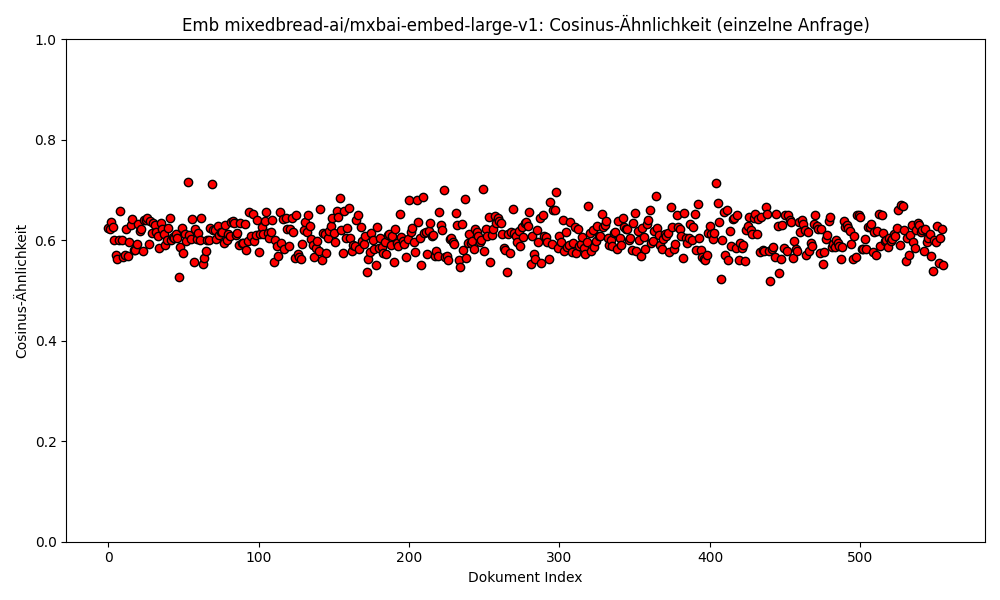 Emb mixedbread-ai/mxbai-embed-large-v1: Cosinus-Ähnlichkeit (einzelne Anfrage)
1.0
0.8
0.6
0.4
0.2
0.0
Cosinus-Ähnlichkeit
0 100 200 300 400 500
Dokument Index